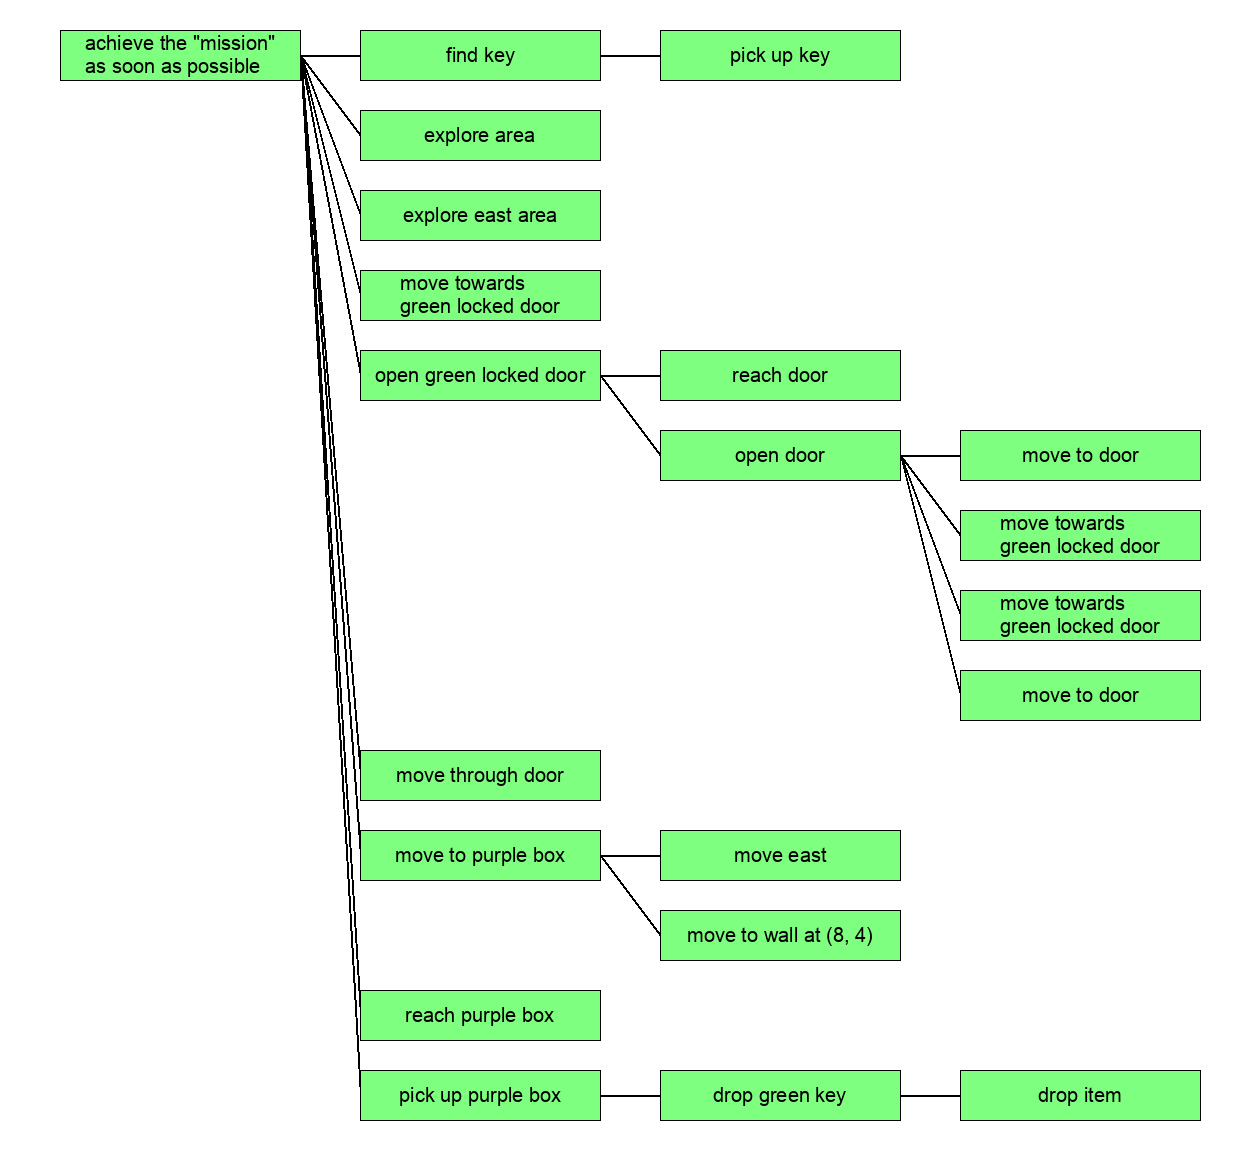 achieve the "mission"
as soon as possible
find key
pick up key
explore area
explore east area
move towards
green locked door
open green locked door
reach door
open door
move to door
move towards
green locked door
move towards
green locked door
move to door
move through door
move to purple box
move east
move to wall at (8, 4)
reach purple box
pick up purple box
drop green key
drop item